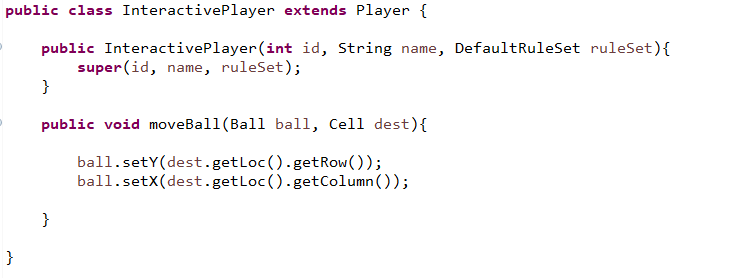 public class InteractivePlayer extends Player {
public InteractivePlayer(int id, String name, DefaultRuleSet ruleSet){
super(id, name, ruleSet);
}
public void moveBall(Ball ball, Cell dest){
ball.setY(dest.getLoc().getRow());
ball.setX(dest.getLoc().getColumn());
}
}